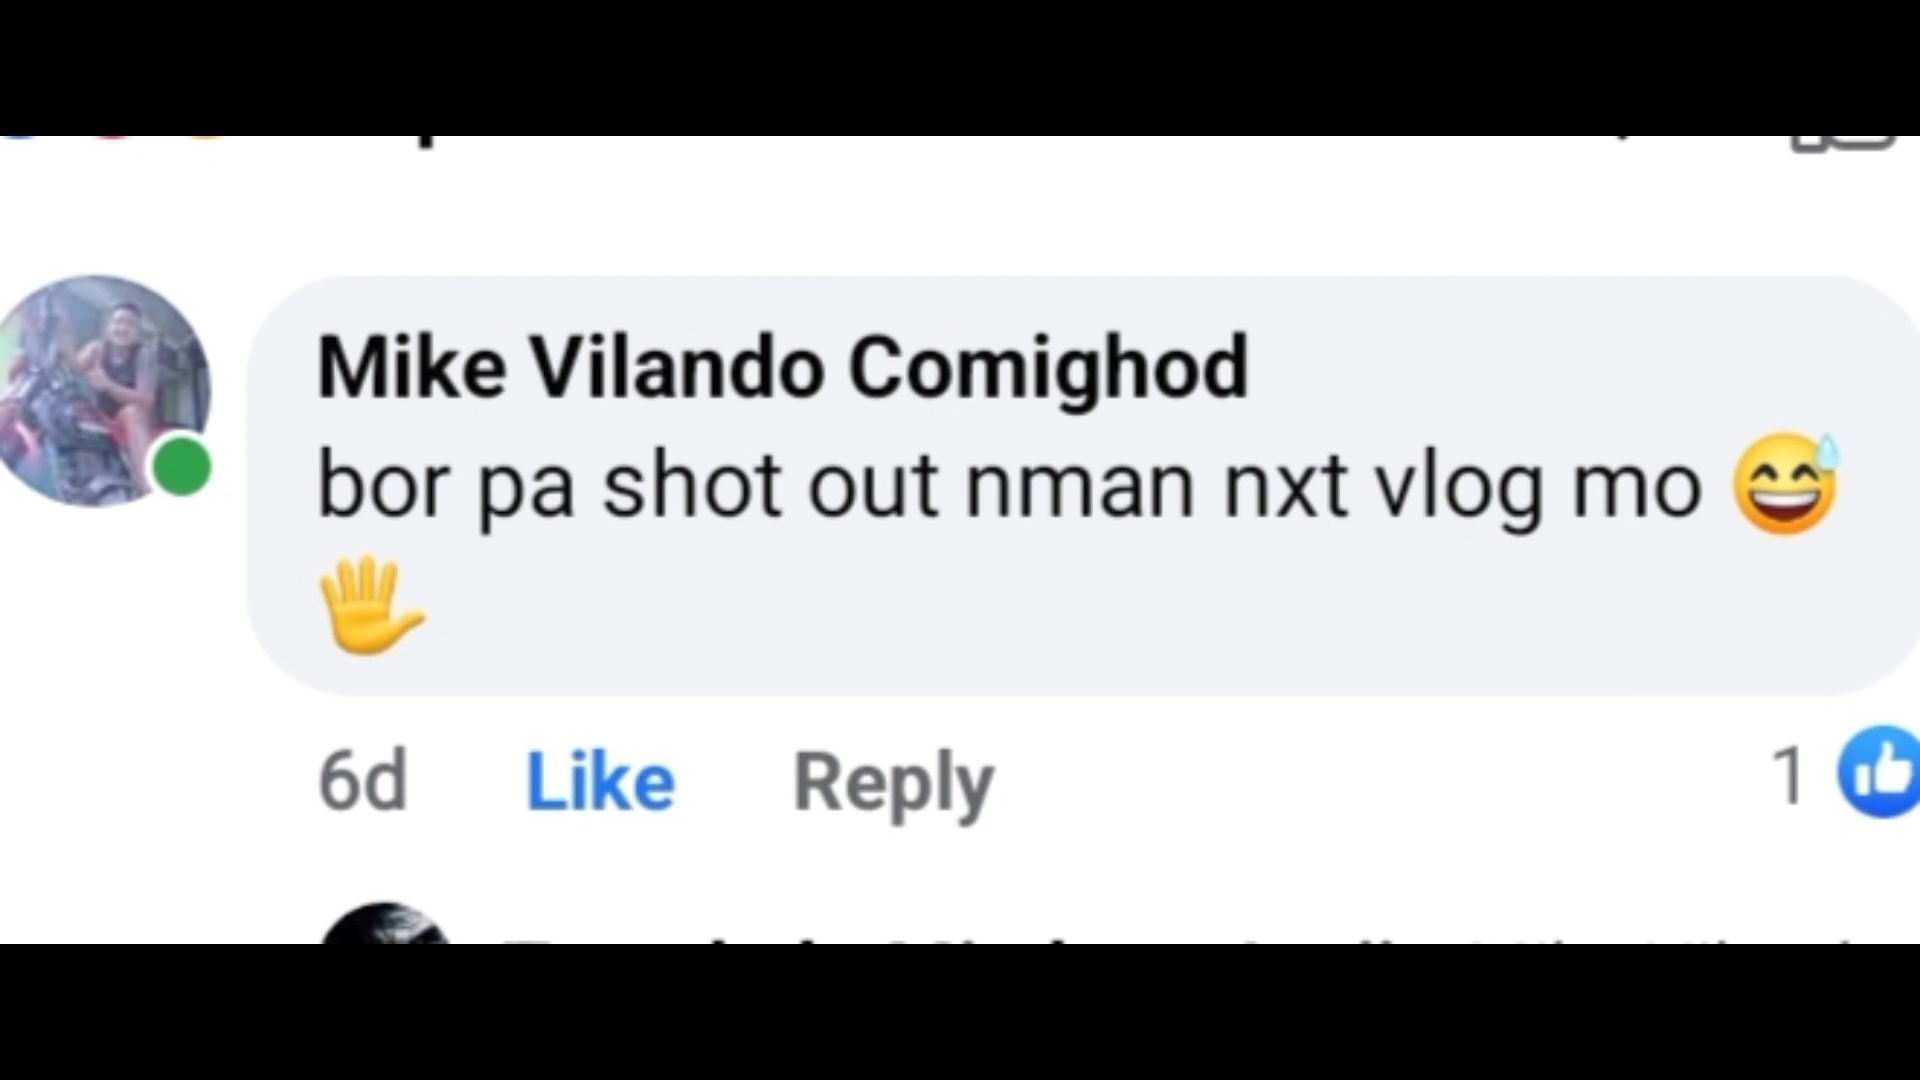 Mike Vilando Comighod
bor pa shot out nman nxt vlog mo 😅
🖐
6d Like Reply 1